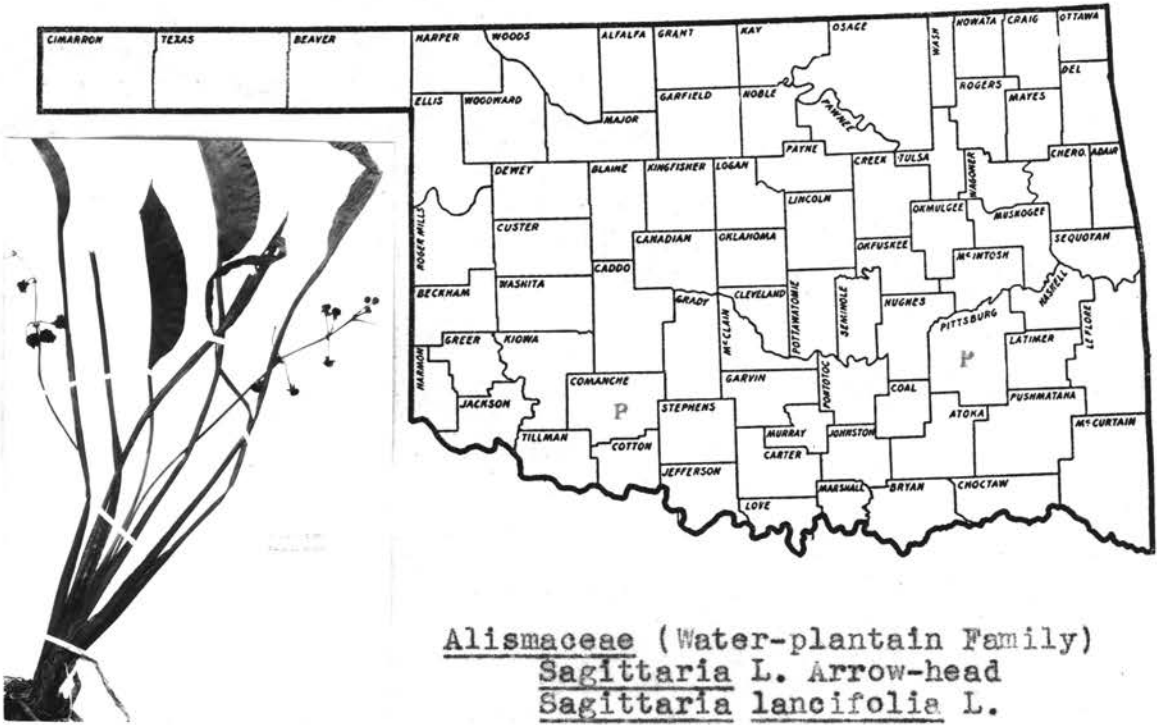 CIMARRON TEXAS BEAVER HARPER WOODS ALFALFA GRANT KAY OSAGE WASH NOWATA CRAIG OTTAWA
ELLIS WOODWARD MAJOR GARFIELD NOBLE PAWNEE ROGERS MAYES DEL
ROGER MILLS DEWEY BLAINE KINGFISHER LOGAN PAYNE CREEK TULSA WAGONER CHERO. ADAIR
CUSTER CANADIAN OKLAHOMA LINCOLN OKMULGEE MUSKOGEE
OKFUSKEE SEQUOYAH
BECKHAM WASHITA CADDO GRADY CLEVELAND POTTAWATOMIE SEMINOLE HUGHES McINTOSH HASKELL
HARMON GREER KIOWA McCLAIN PITTSBURG LATIMER LEFLORE
P
JACKSON COMANCHE GARVIN PONTOTOC COAL PUSHMATAHA
P STEPHENS ATOKA McCURTAIN
TILLMAN COTTON MURRAY JOHNSTON
CARTER
JEFFERSON LOVE MARSHALL BRYAN CHOCTAW
Alismaceae (Water-plantain Family)
Sagittaria L. Arrow-head
Sagittaria lancifolia L.